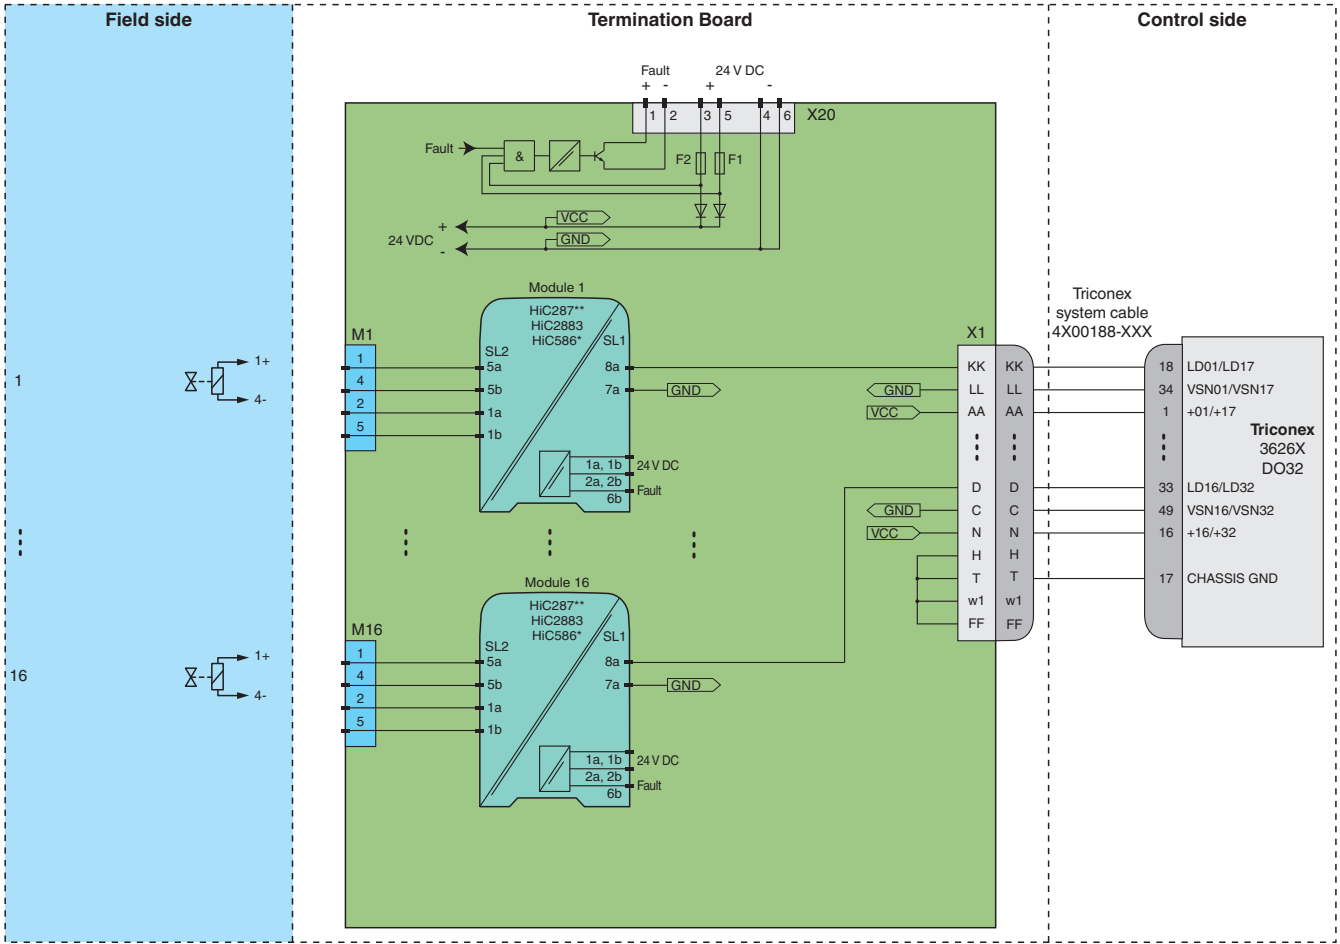 Field side
Termination Board
Control side
Fault
24 V DC
+ - + -
1 2 3 5 4 6
X20
Fault
&
F2
F1
VCC
+
24 VDC
-
GND
Module 1
HiC287**
HiC2883
HiC586*
M1
1
4
2
5
SL2
5a
5b
1a
1b
SL1
8a
7a
GND
1a, 1b
2a, 2b
6b
24 V DC
Fault
1
1+
4-
Module 16
HiC287**
HiC2883
HiC586*
M16
1
4
2
5
SL2
5a
5b
1a
1b
SL1
8a
7a
GND
1a, 1b
2a, 2b
6b
24 V DC
Fault
16
1+
4-
X1
KK KK
GND LL LL
VCC AA AA
D D
GND C C
VCC N N
H H
T T
w1 w1
FF FF
Triconex
system cable
4X00188-XXX
18 LD01/LD17
34 VSN01/VSN17
1 +01/+17
33 LD16/LD32
49 VSN16/VSN32
16 +16/+32
17 CHASSIS GND
Triconex
3626X
DO32